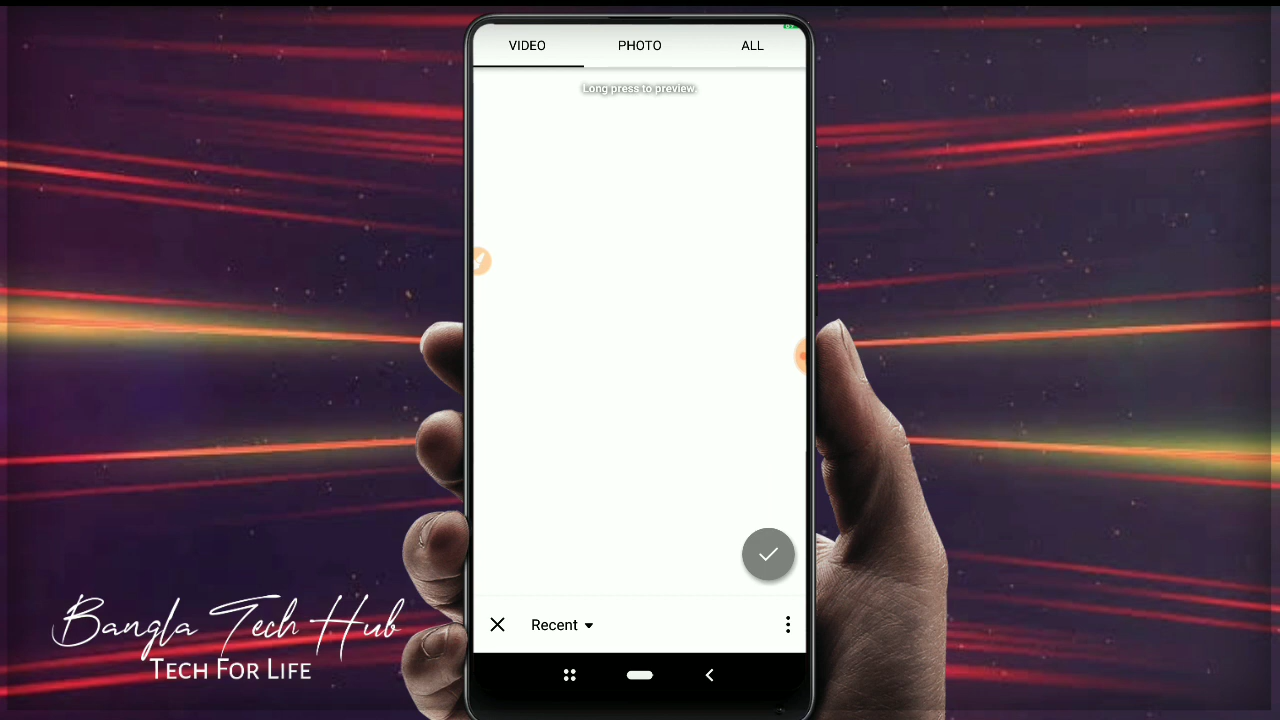 VIDEO PHOTO ALL
Long press to preview.
Recent
Bangla Tech Hub
TECH FOR LIFE